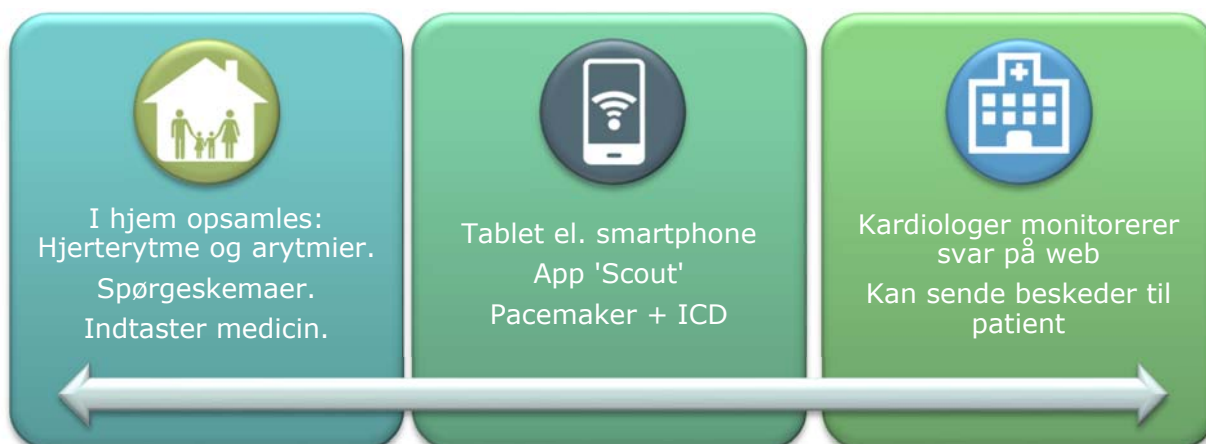 I hjem opsamles:
Hjerterytme og arytmier.
Spørgeskemaer.
Indtaster medicin.
Tablet el. smartphone
App 'Scout'
Pacemaker + ICD
Kardiologer monitorerer
svar på web
Kan sende beskeder til
patient